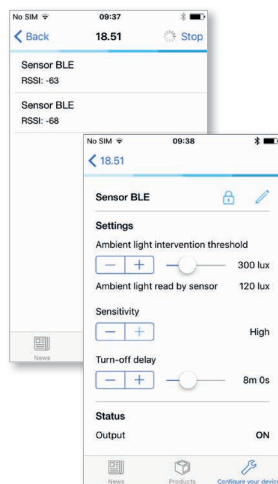 No SIM 09:37
Back 18.51 Stop
Sensor BLE
RSSI: -63
Sensor BLE
RSSI: -68
News
No SIM 09:38
18.51
Sensor BLE
Settings
Ambient light intervention threshold
− + 300 lux
Ambient light read by sensor 120 lux
Sensitivity
− + High
Turn-off delay
− + 8m 0s
Status
Output ON
News Products Configure your device